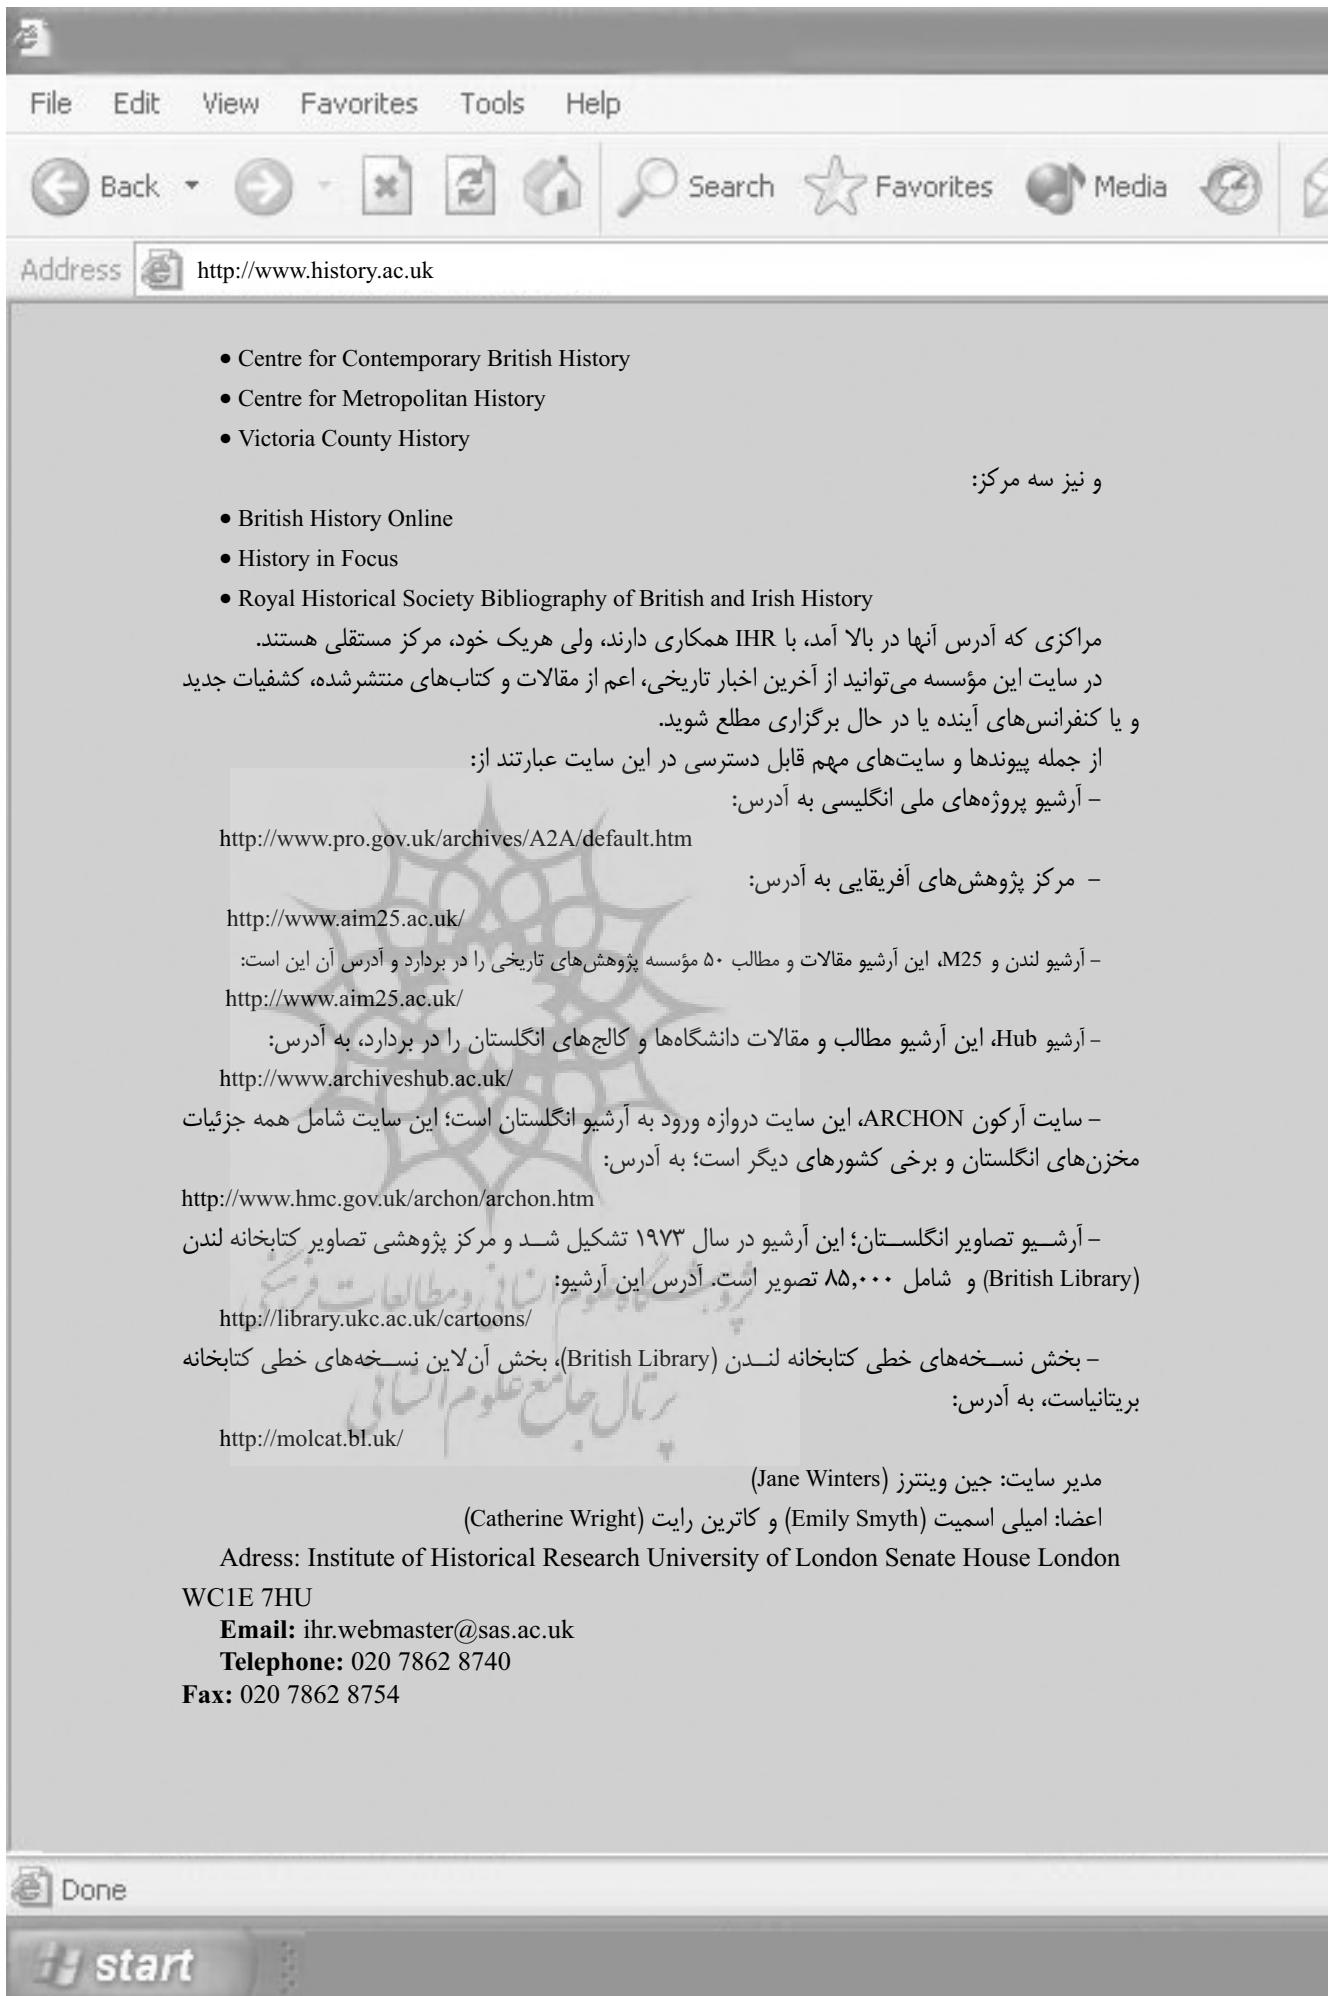 File Edit View Favorites Tools Help
Back Search Favorites Media
Address http://www.history.ac.uk
• Centre for Contemporary British History
• Centre for Metropolitan History
• Victoria County History
و نیز سه مرکز:
• British History Online
• History in Focus
• Royal Historical Society Bibliography of British and Irish History
مراکزی که آدرس آنها در بالا آمد، با IHR همکاری دارند، ولی هریک خود، مرکز مستقلی هستند.
در سایت این مؤسسه می‌توانید از آخرین اخبار تاریخی، اعم از مقالات و کتاب‌های منتشرشده، کشفیات جدید
و یا کنفرانس‌های آینده یا در حال برگزاری مطلع شوید.
از جمله پیوندها و سایت‌های مهم قابل دسترسی در این سایت عبارتند از:
– آرشیو پروژه‌های ملی انگلیسی به آدرس:
http://www.pro.gov.uk/archives/A2A/default.htm
– مرکز پژوهش‌های آفریقایی به آدرس:
http://www.aim25.ac.uk/
– آرشیو لندن و M25، این آرشیو مقالات و مطالب ۵۰ مؤسسه پژوهش‌های تاریخی را در بردارد و آدرس آن این است:
http://www.aim25.ac.uk/
– آرشیو Hub، این آرشیو مطالب و مقالات دانشگاه‌ها و کالج‌های انگلستان را در بردارد، به آدرس:
http://www.archiveshub.ac.uk/
– سایت آرکون ARCHON، این سایت دروازه ورود به آرشیو انگلستان است؛ این سایت شامل همه جزئیات
مخزن‌های انگلستان و برخی کشورهای دیگر است؛ به آدرس:
http://www.hmc.gov.uk/archon/archon.htm
– آرشیو تصاویر انگلستان؛ این آرشیو در سال ۱۹۷۳ تشکیل شد و مرکز پژوهشی تصاویر کتابخانه لندن
(British Library) و شامل ۸۵,۰۰۰ تصویر است. آدرس این آرشیو:
پژوهشگاه علوم انسانی و مطالعات فرهنگی
http://library.ukc.ac.uk/cartoons/
– بخش نسخه‌های خطی کتابخانه لندن (British Library)، بخش آن‌لاین نسخه‌های خطی کتابخانه
بریتانیاست، به آدرس:
پرتال جامع علوم انسانی
http://molcat.bl.uk/
مدیر سایت: جین وینترز (Jane Winters)
اعضا: امیلی اسمیت (Emily Smyth) و کاترین رایت (Catherine Wright)
Adress: Institute of Historical Research University of London Senate House London
WC1E 7HU
Email: ihr.webmaster@sas.ac.uk
Telephone: 020 7862 8740
Fax: 020 7862 8754
Done
start